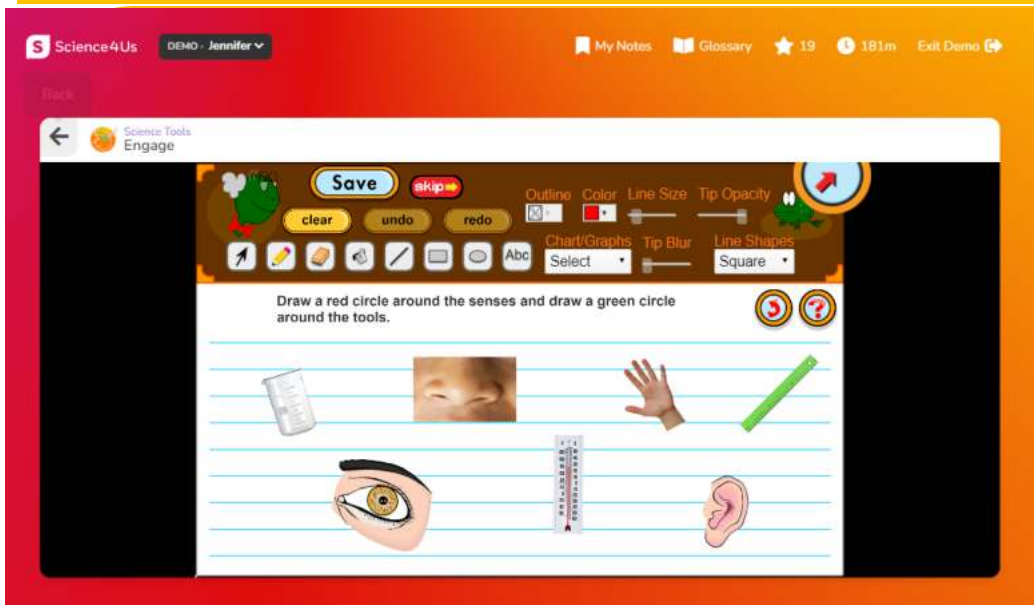 S Science4Us DEMO - Jennifer My Notes Glossary 19 181m Exit Demo
Back
Science Tools
Engage
Save skip
Outline Color Line Size Tip Opacity
clear undo redo
Chart/Graphs Tip Blur Line Shapes
Abc Select Square
Draw a red circle around the senses and draw a green circle
around the tools.
?